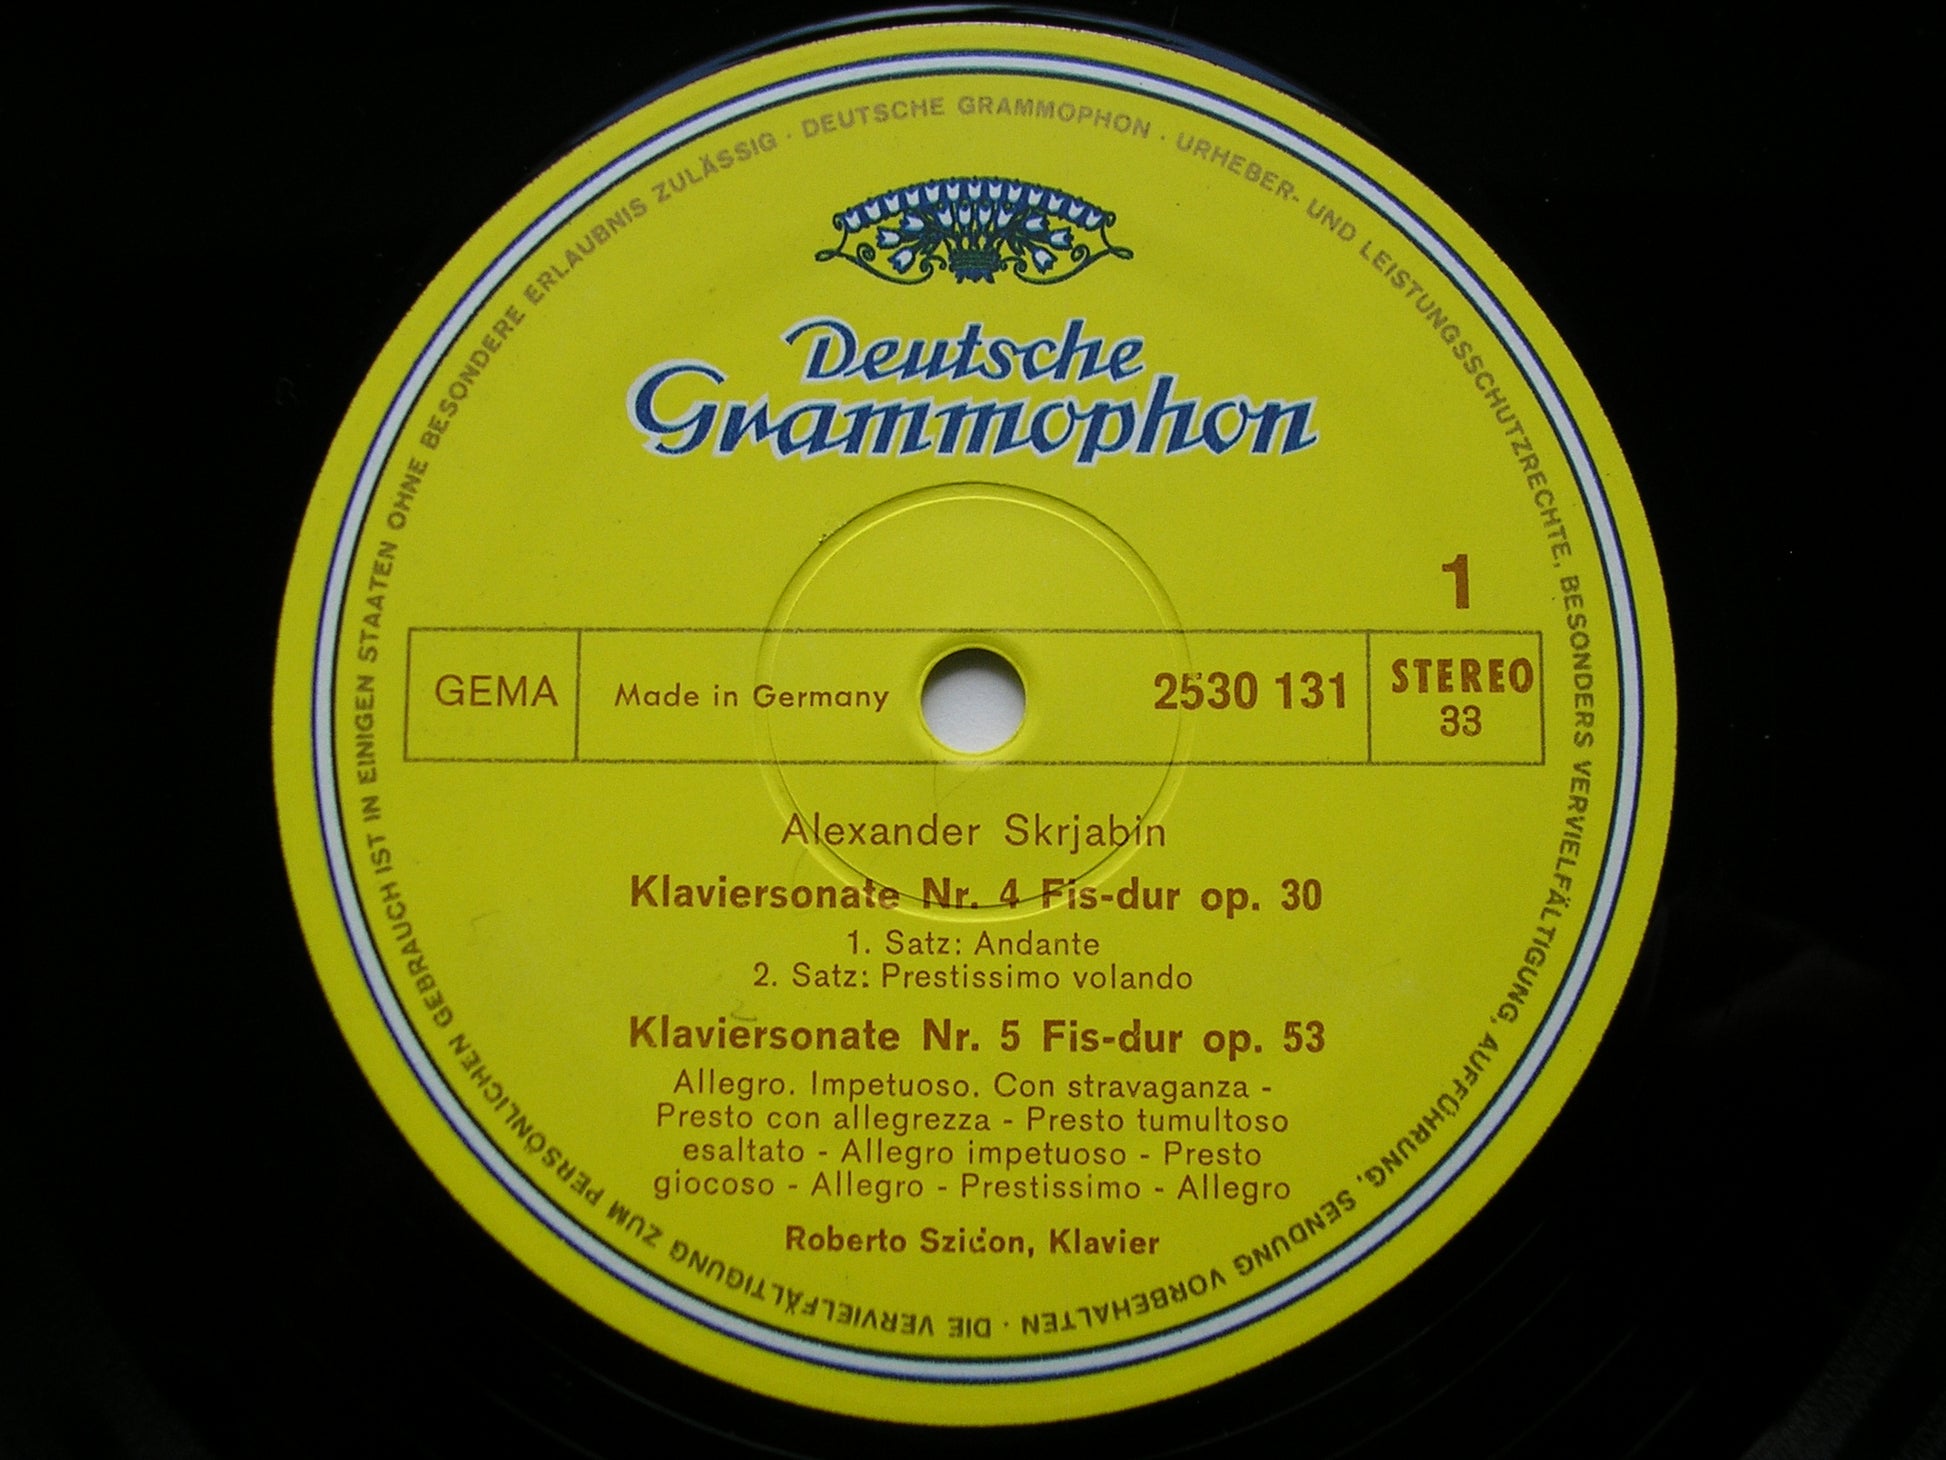 DEUTSCHE GRAMMOPHON · URHEBER- UND LEISTUNGSSCHUTZRECHTE, BESONDERS VERVIELFÄLTIGUNG, AUFFÜHRUNG, SENDUNG VORBEHALTEN · DIE VERVIELFÄLTIGUNG ZUM PERSÖNLICHEN GEBRAUCH IST IN EINIGEN STAATEN OHNE BESONDERE ERLAUBNIS ZULÄSSIG ·
Deutsche
Grammophon
1
GEMA Made in Germany 2530 131 STEREO
33
Alexander Skrjabin
Klaviersonate Nr. 4 Fis-dur op. 30
1. Satz: Andante
2. Satz: Prestissimo volando
Klaviersonate Nr. 5 Fis-dur op. 53
Allegro. Impetuoso. Con stravaganza -
Presto con allegrezza - Presto tumultoso
esaltato - Allegro impetuoso - Presto
giocoso - Allegro - Prestissimo - Allegro
Roberto Szidon, Klavier